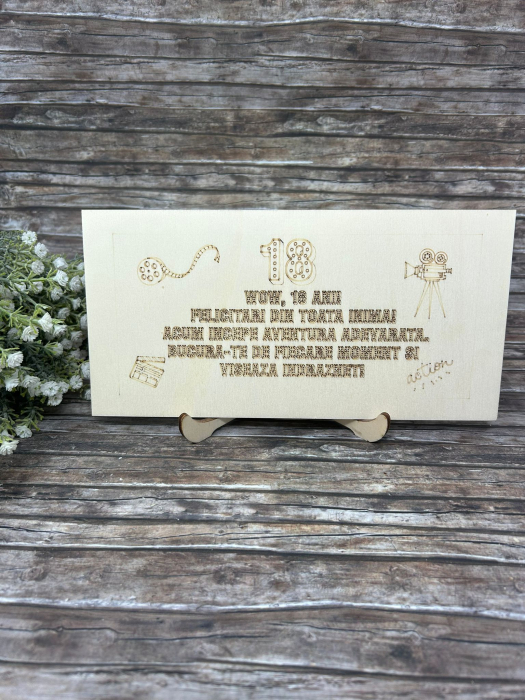 18
WOW, 18 ANI!
FELICITARI DIN TOATA INIMA!
ACUM INCEPE AVENTURA ADEVARATA.
BUCURA-TE DE FIECARE MOMENT SI
VISEAZA INDRAZNET!
action